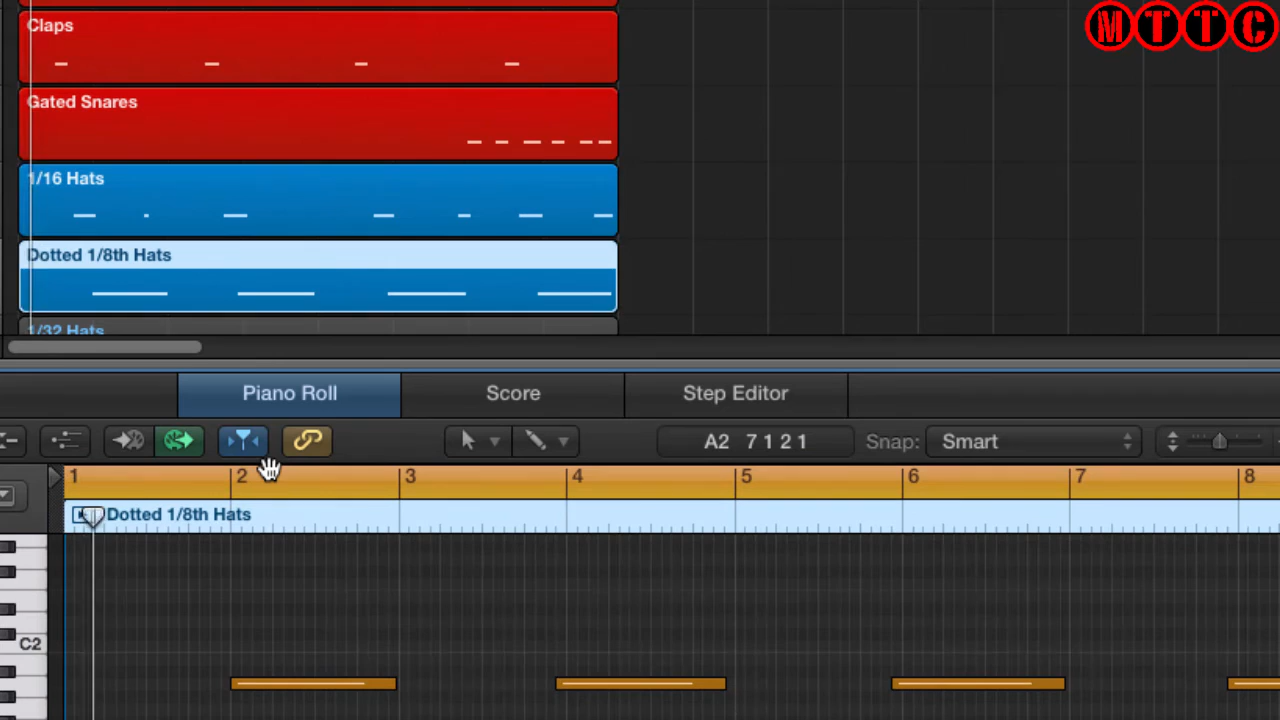 Claps
MTTC
Gated Snares
1/16 Hats
Dotted 1/8th Hats
1/32 Hats
Piano Roll
Score
Step Editor
A2 7 1 2 1
Snap: Smart
1 2 3 4 5 6 7 8
Dotted 1/8th Hats
C2